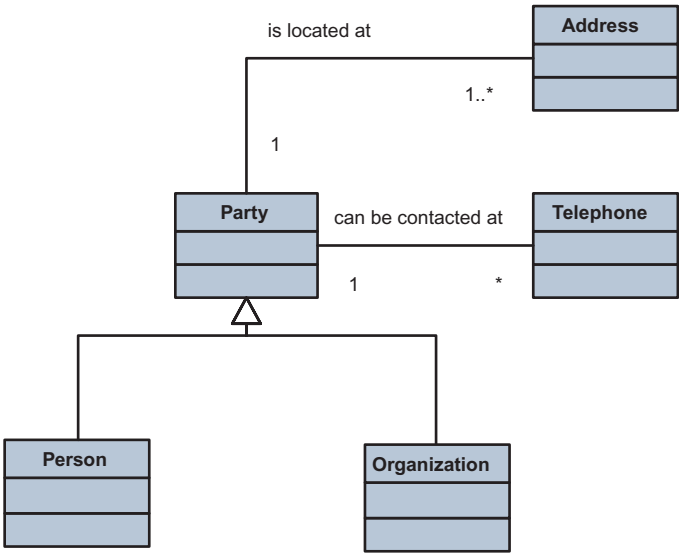 is located at
Address
1..*
1
Party
can be contacted at
Telephone
1
*
Person
Organization